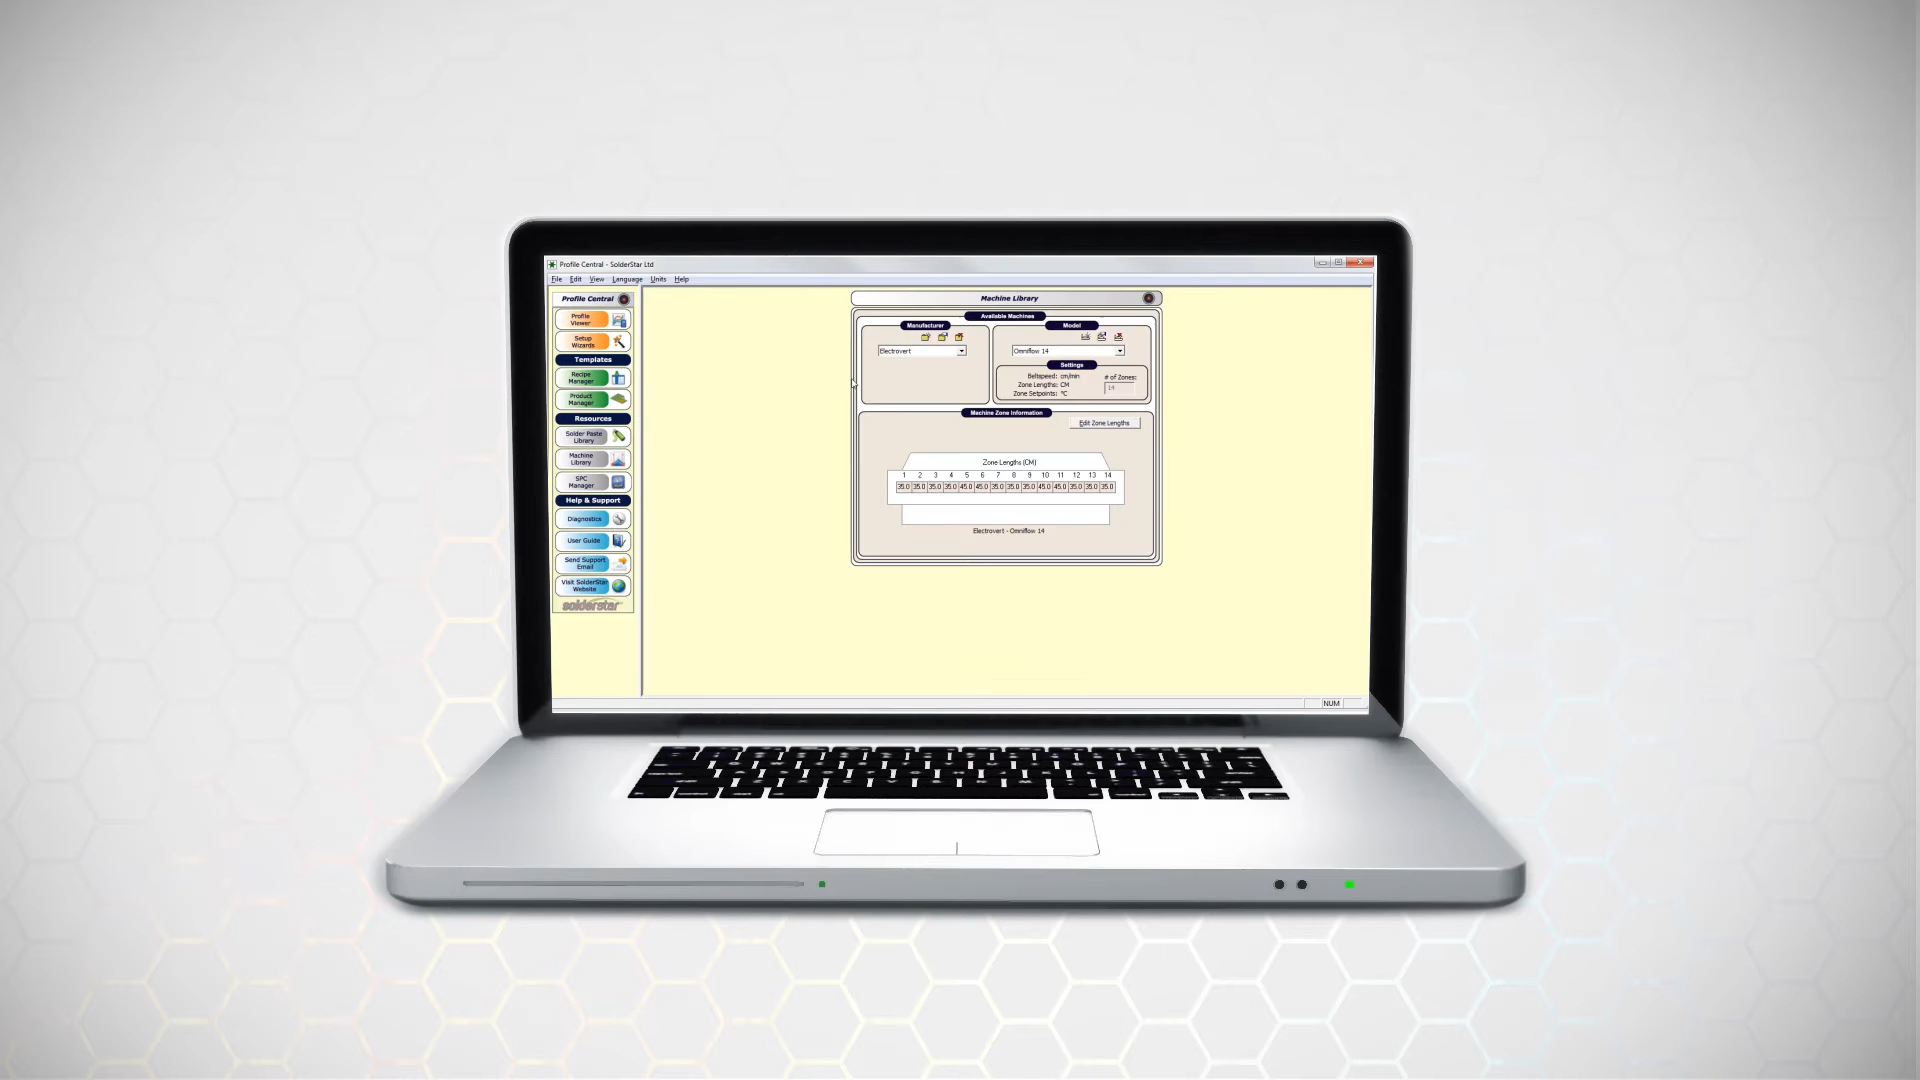 Profile Central - SolderStar Ltd
File Edit View Language Units Help
Profile Central
Profile
Viewer
Setup
Wizards
Templates
Recipe
Manager
Product
Manager
Resources
Solder Paste
Library
Machine
Library
SPC
Manager
Help & Support
Diagnostics
User Guide
Send Support
Email
Visit SolderStar
Website
solderstar
Machine Library
Available Machines
Manufacturer
Electrovert
Model
Omniflow 14
Settings
Beltspeed: cm/min
Zone Lengths: CM
Zone Setpoints: °C
# of Zones:
14
Machine Zone Information
Edit Zone Lengths
Zone Lengths (CM)
1 2 3 4 5 6 7 8 9 10 11 12 13 14
35.0 35.0 35.0 35.0 45.0 45.0 35.0 35.0 35.0 45.0 45.0 35.0 35.0 35.0
Electrovert - Omniflow 14
NUM